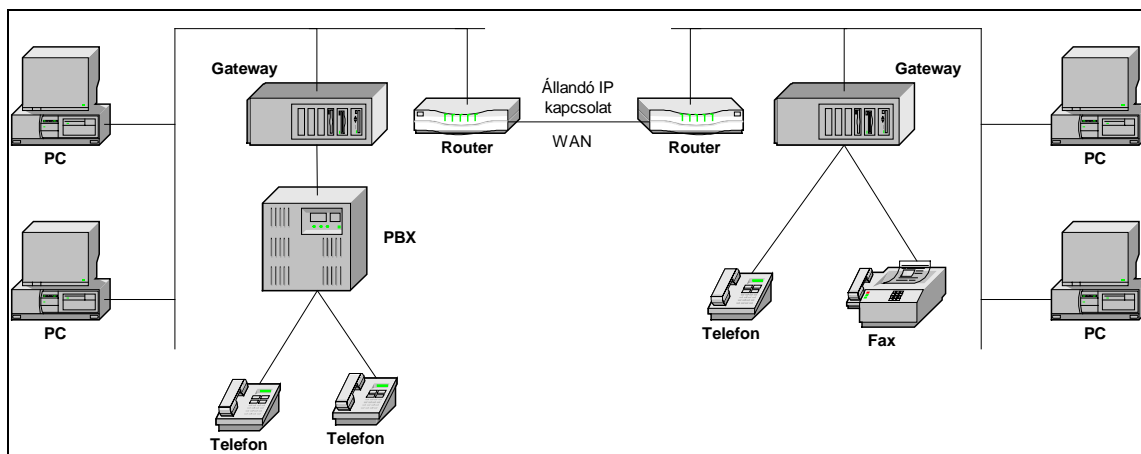 Gateway
Állandó IP
kapcsolat
Gateway
PC
Router
WAN
Router
PC
PBX
PC
Telefon
Fax
PC
Telefon
Telefon